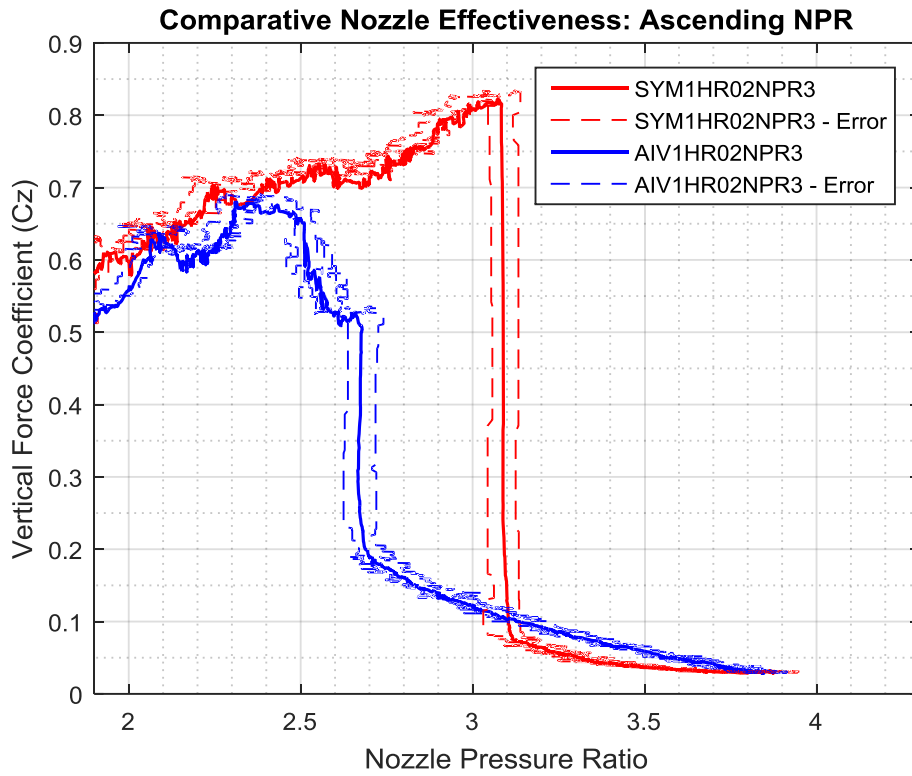 Comparative Nozzle Effectiveness: Ascending NPR
0.9
0.8
0.7
0.6
0.5
0.4
0.3
0.2
0.1
0
Vertical Force Coefficient (Cz)
SYM1HR02NPR3
SYM1HR02NPR3 - Error
AIV1HR02NPR3
AIV1HR02NPR3 - Error
2
2.5
3
3.5
4
Nozzle Pressure Ratio